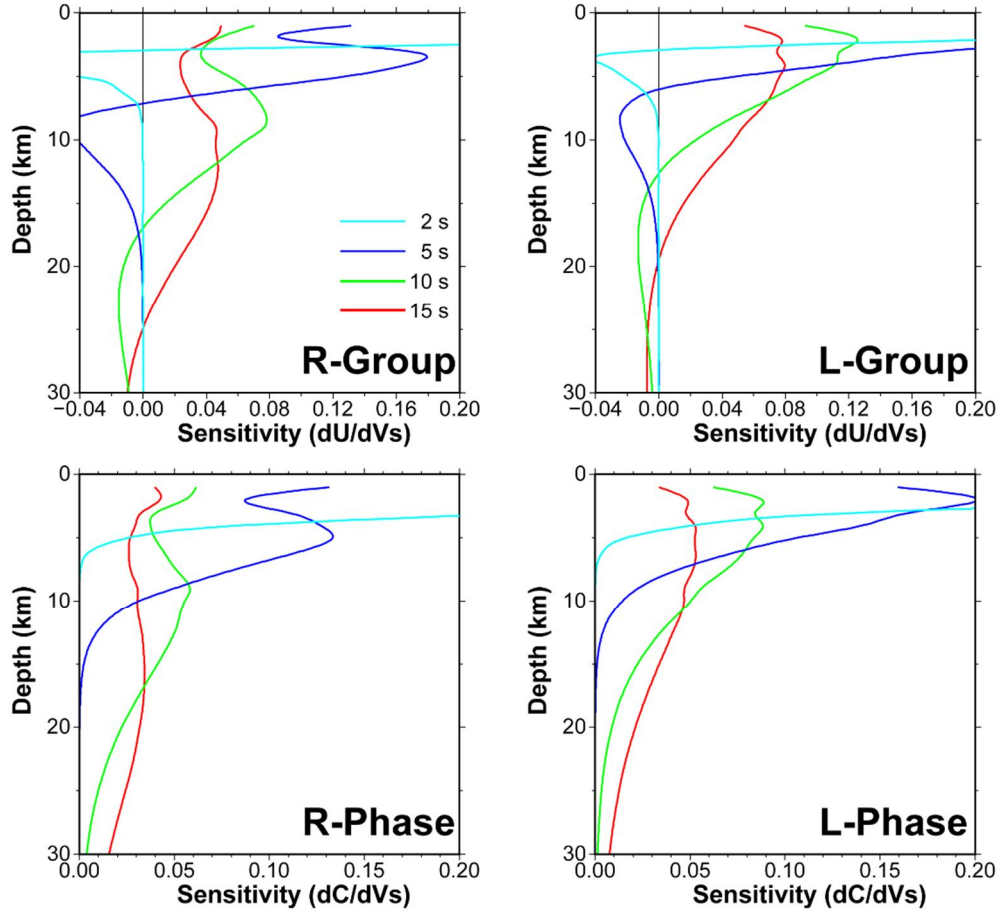 0
10
20
30
Depth (km)
2 s
5 s
10 s
15 s
R-Group
−0.04 0.00 0.04 0.08 0.12 0.16 0.20
Sensitivity (dU/dVs)
0
10
20
30
Depth (km)
L-Group
−0.04 0.00 0.04 0.08 0.12 0.16 0.20
Sensitivity (dU/dVs)
0
10
20
30
Depth (km)
R-Phase
0.00 0.05 0.10 0.15 0.20
Sensitivity (dC/dVs)
0
10
20
30
Depth (km)
L-Phase
0.00 0.05 0.10 0.15 0.20
Sensitivity (dC/dVs)